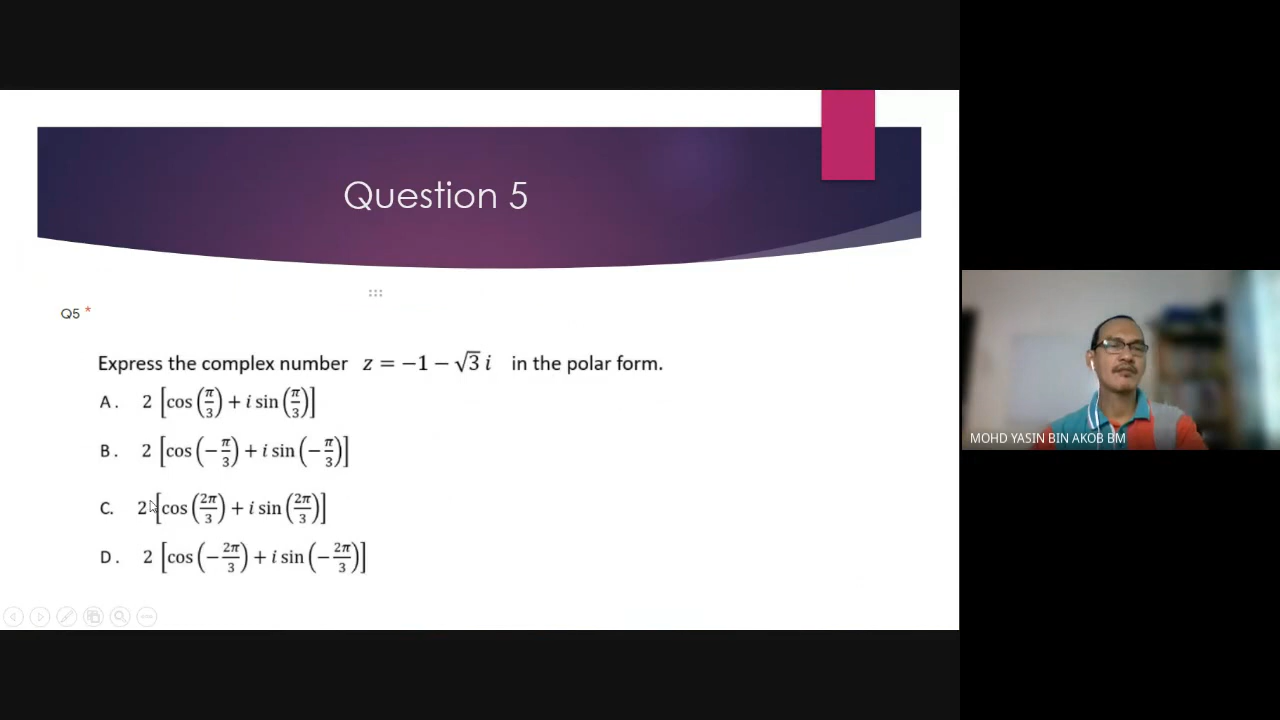 Question 5
Q5 *
Express the complex number z = −1 − √3 i in the polar form.
A. 2 [cos (π/3) + i sin (π/3)]
B. 2 [cos (−π/3) + i sin (−π/3)]
C. 2 [cos (2π/3) + i sin (2π/3)]
D. 2 [cos (−2π/3) + i sin (−2π/3)]
MOHD YASIN BIN AKOB BM